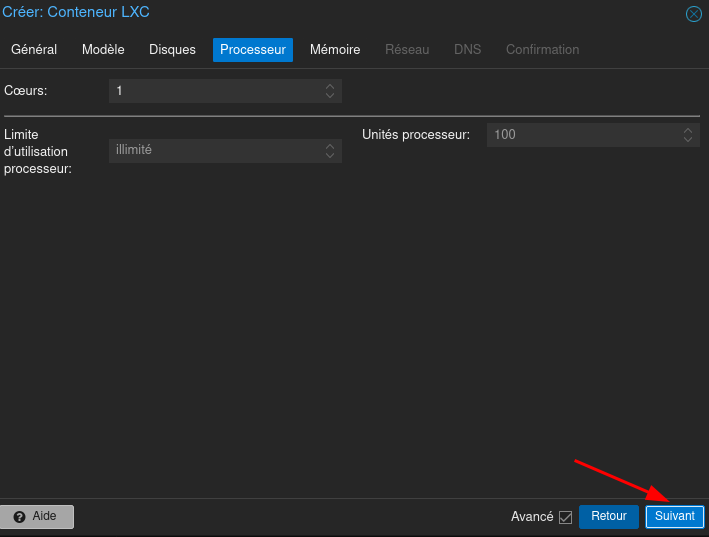 Créer: Conteneur LXC
Général Modèle Disques Processeur Mémoire Réseau DNS Confirmation
Cœurs: 1
Limite d'utilisation processeur: illimité
Unités processeur: 100
Aide Avancé Retour Suivant